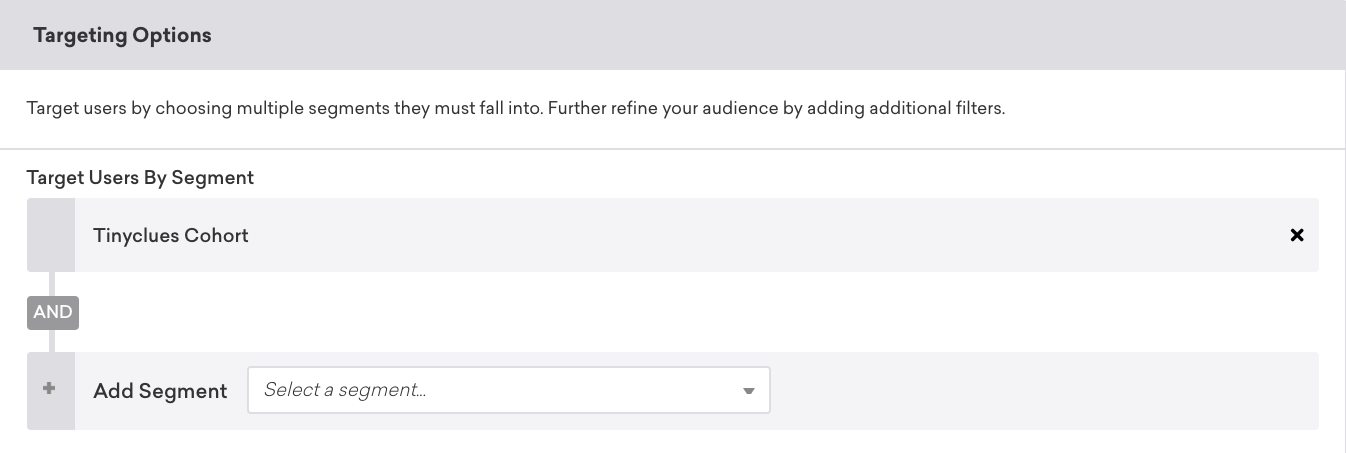 Targeting Options
Target users by choosing multiple segments they must fall into. Further refine your audience by adding additional filters.
Target Users By Segment
Tinyclues Cohort
AND
Add Segment Select a segment...